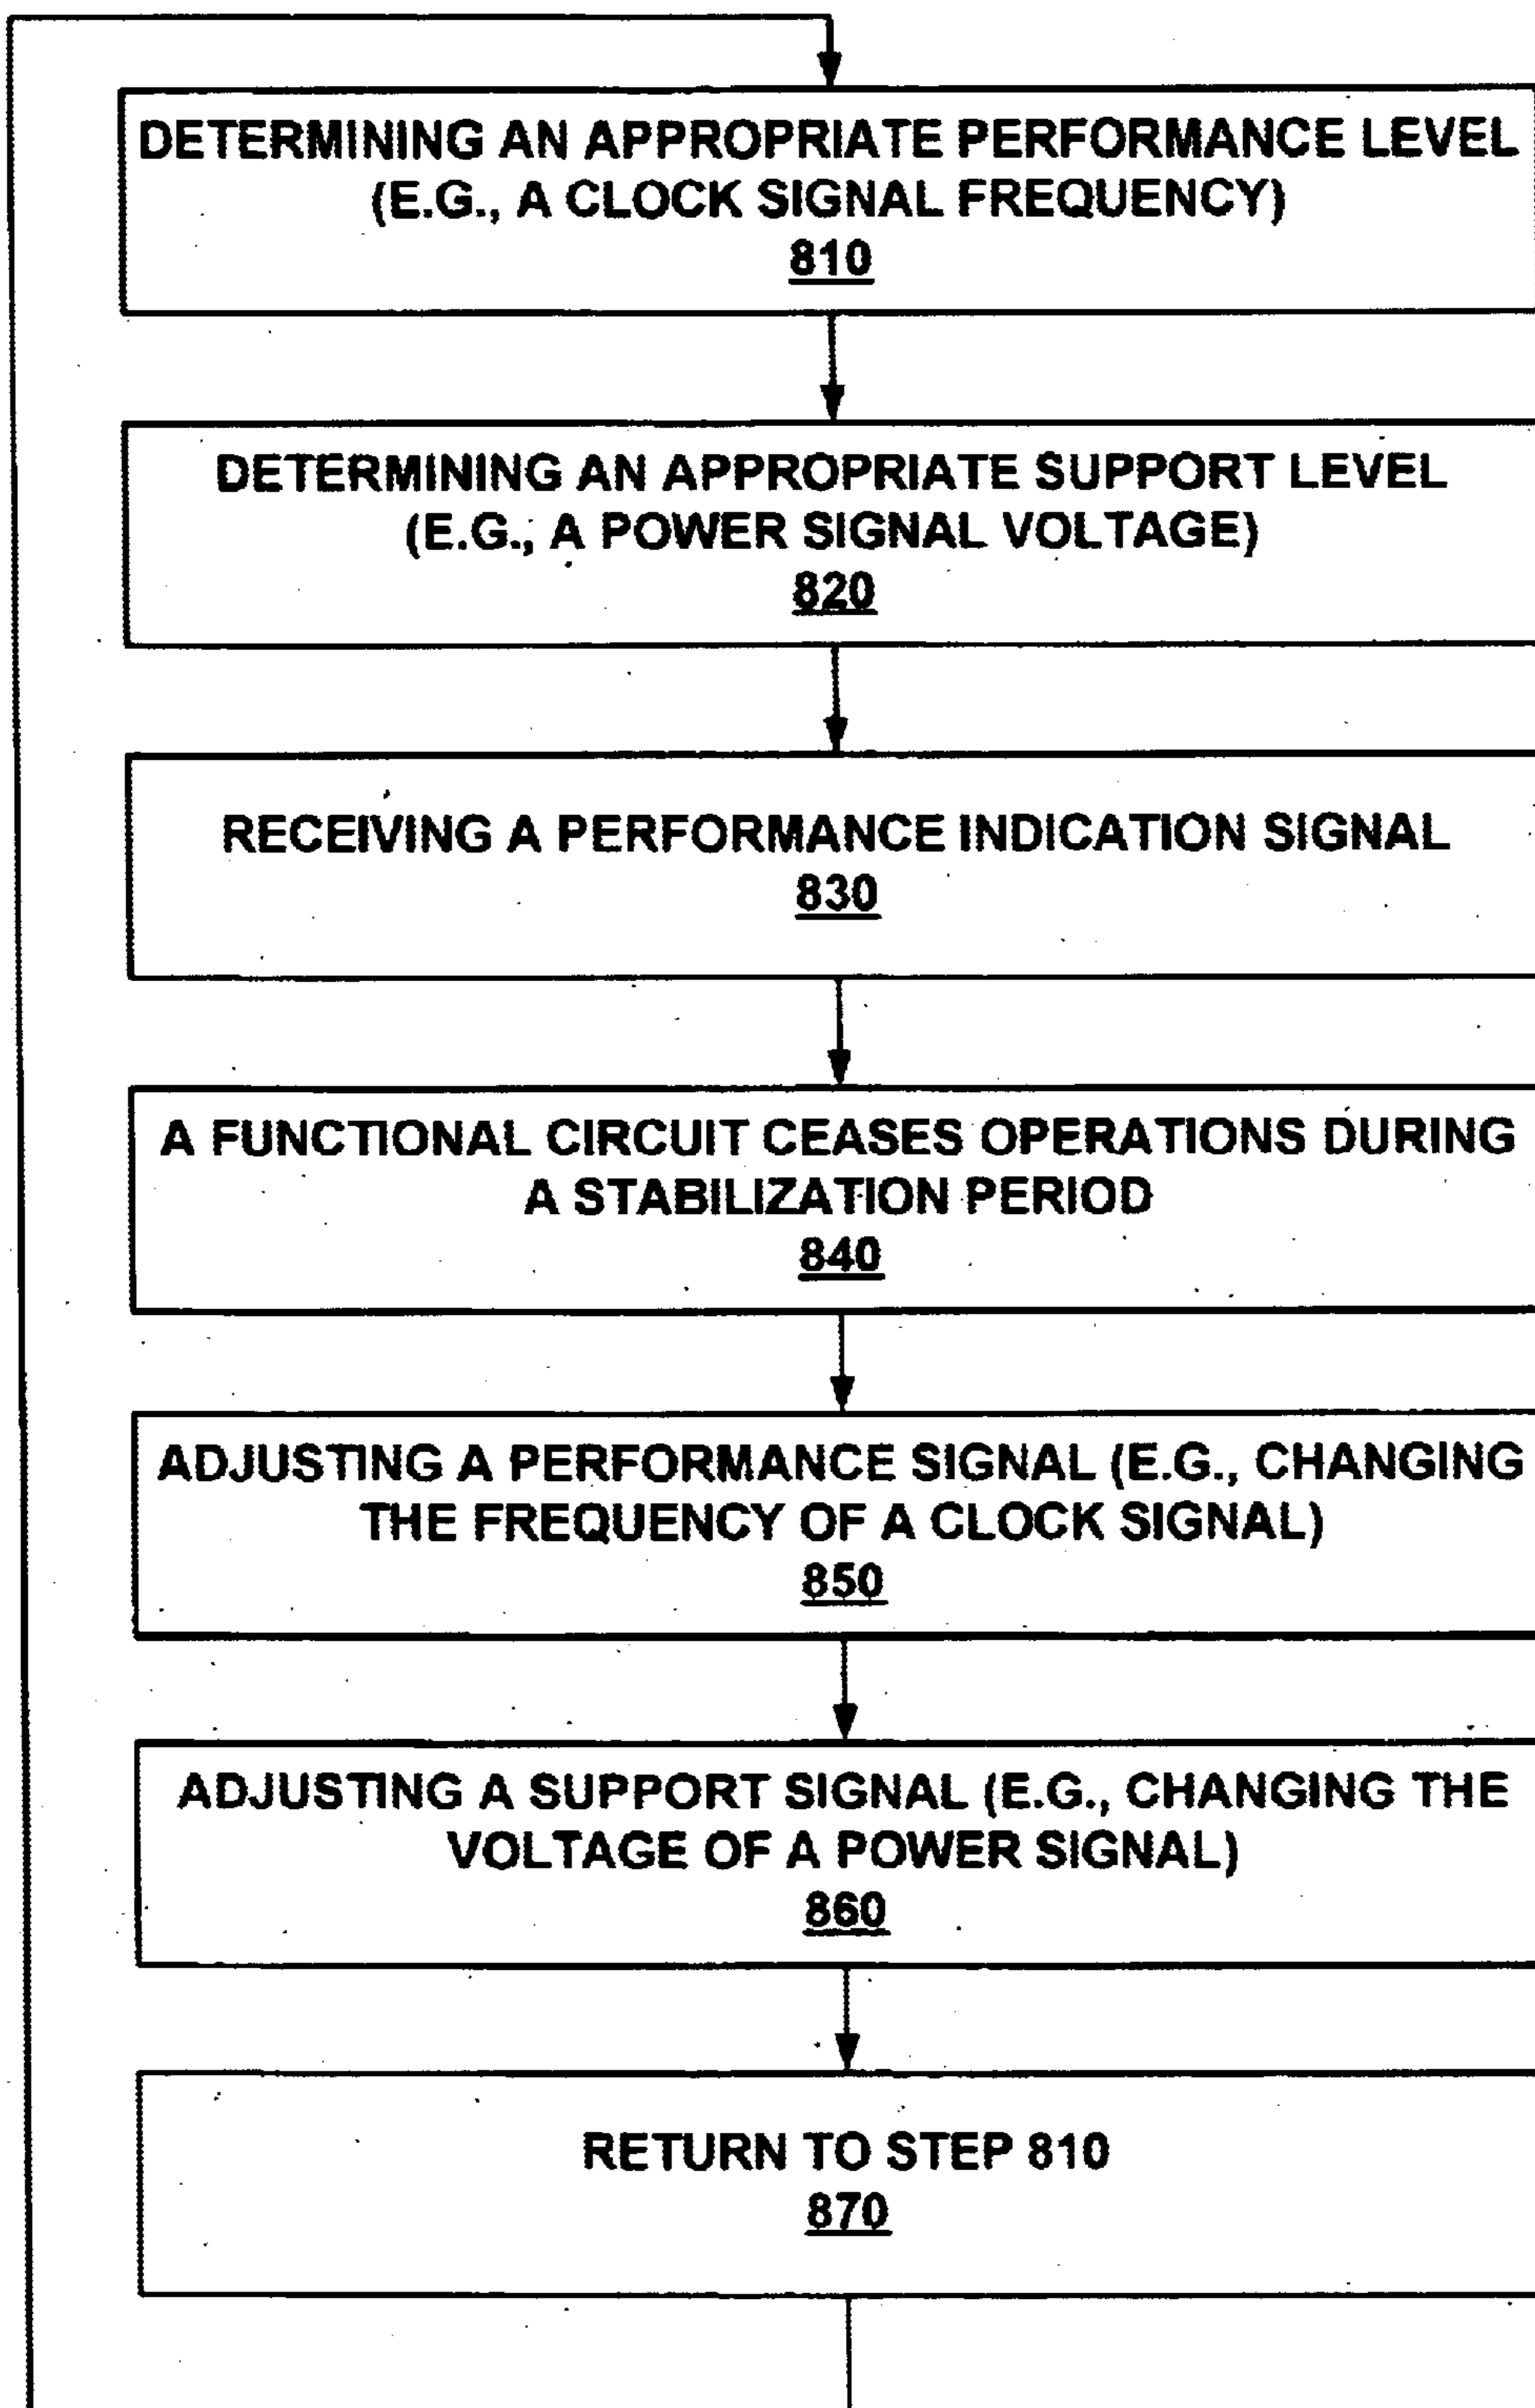 DETERMINING AN APPROPRIATE PERFORMANCE LEVEL
(E.G., A CLOCK SIGNAL FREQUENCY)
810
DETERMINING AN APPROPRIATE SUPPORT LEVEL
(E.G., A POWER SIGNAL VOLTAGE)
820
RECEIVING A PERFORMANCE INDICATION SIGNAL
830
A FUNCTIONAL CIRCUIT CEASES OPERATIONS DURING
A STABILIZATION PERIOD
840
ADJUSTING A PERFORMANCE SIGNAL (E.G., CHANGING
THE FREQUENCY OF A CLOCK SIGNAL)
850
ADJUSTING A SUPPORT SIGNAL (E.G., CHANGING THE
VOLTAGE OF A POWER SIGNAL)
860
RETURN TO STEP 810
870